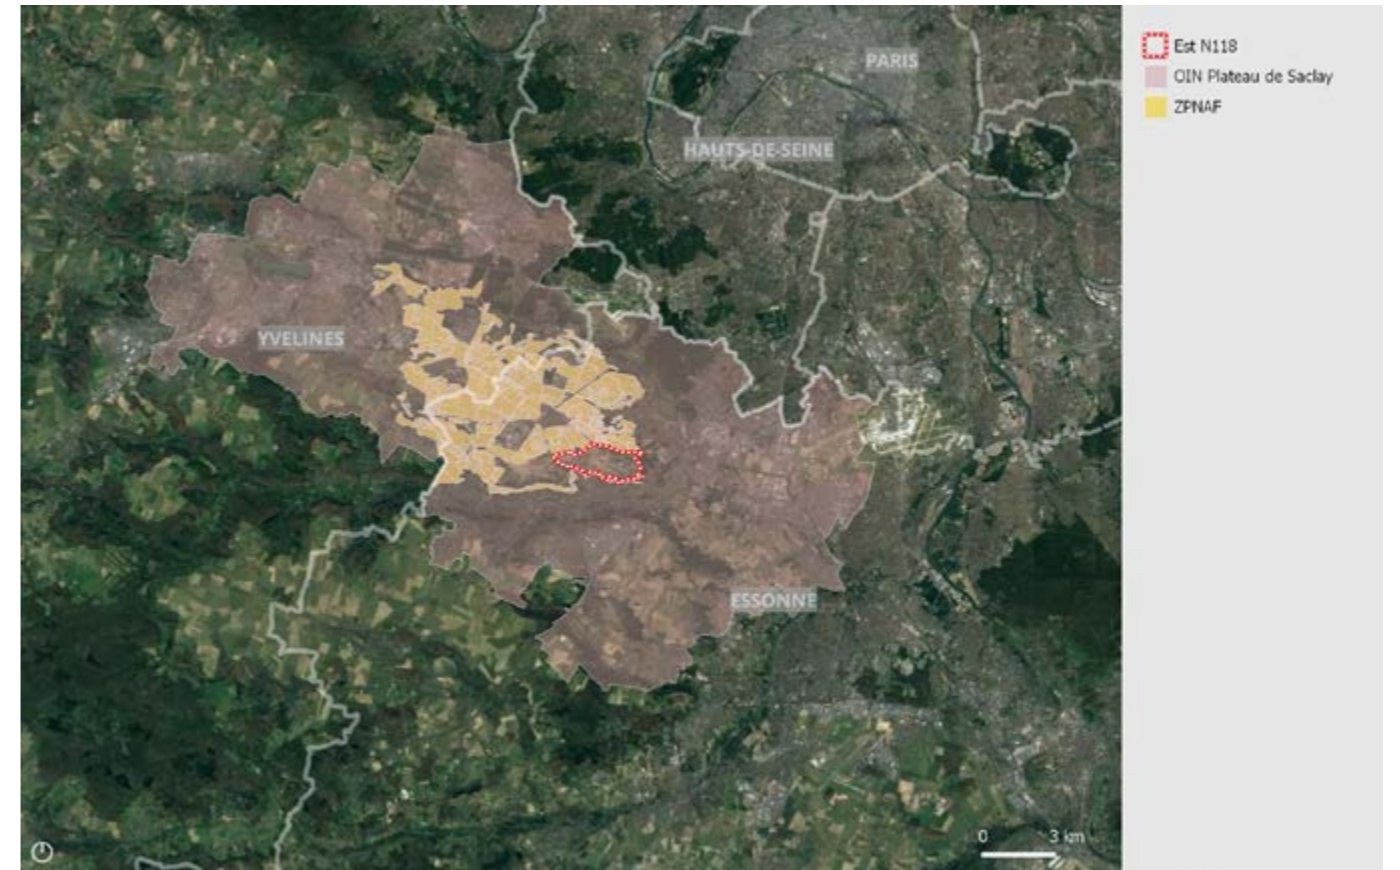 PARIS
HAUTS-DE-SEINE
YVELINES
ESSONNE
0 3 km
Est N118
OIN Plateau de Saclay
ZPNAF